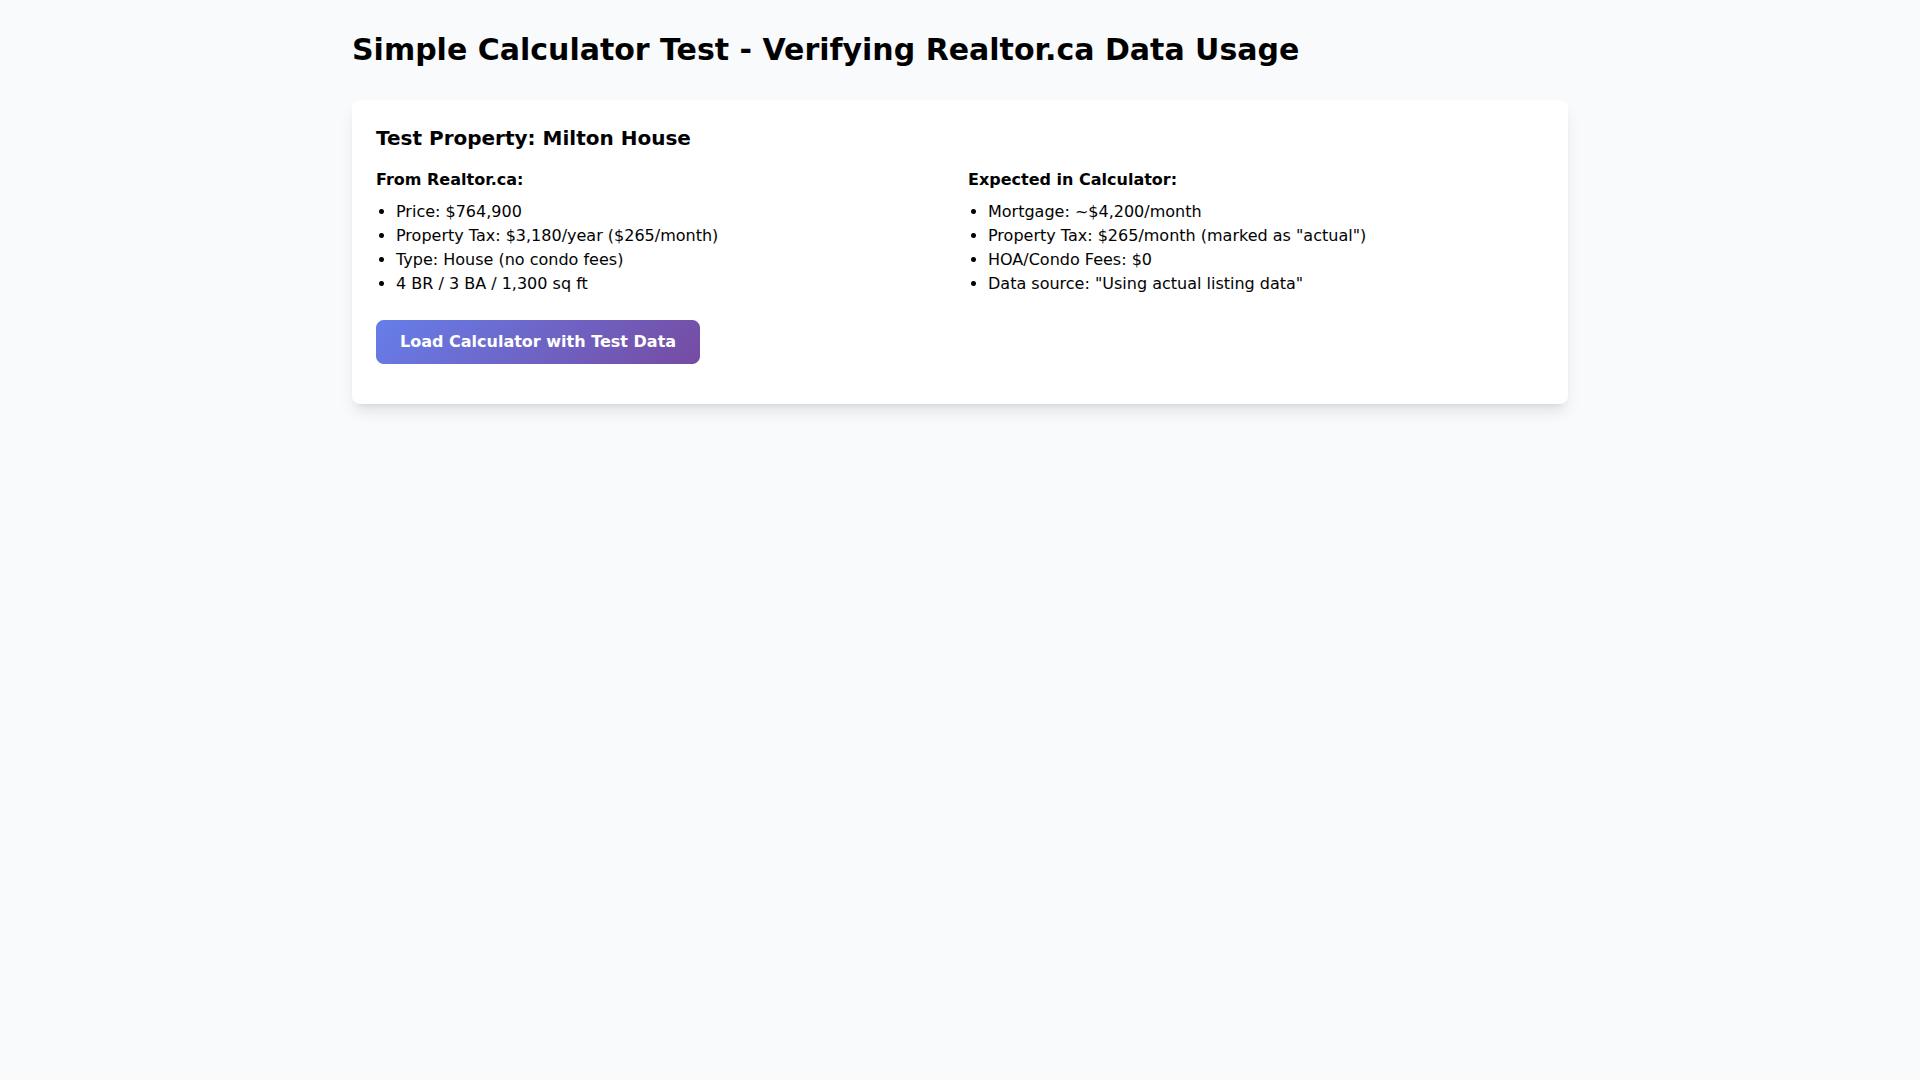 Simple Calculator Test - Verifying Realtor.ca Data Usage
Test Property: Milton House
From Realtor.ca:
• Price: $764,900
• Property Tax: $3,180/year ($265/month)
• Type: House (no condo fees)
• 4 BR / 3 BA / 1,300 sq ft
Expected in Calculator:
• Mortgage: ~$4,200/month
• Property Tax: $265/month (marked as "actual")
• HOA/Condo Fees: $0
• Data source: "Using actual listing data"
Load Calculator with Test Data